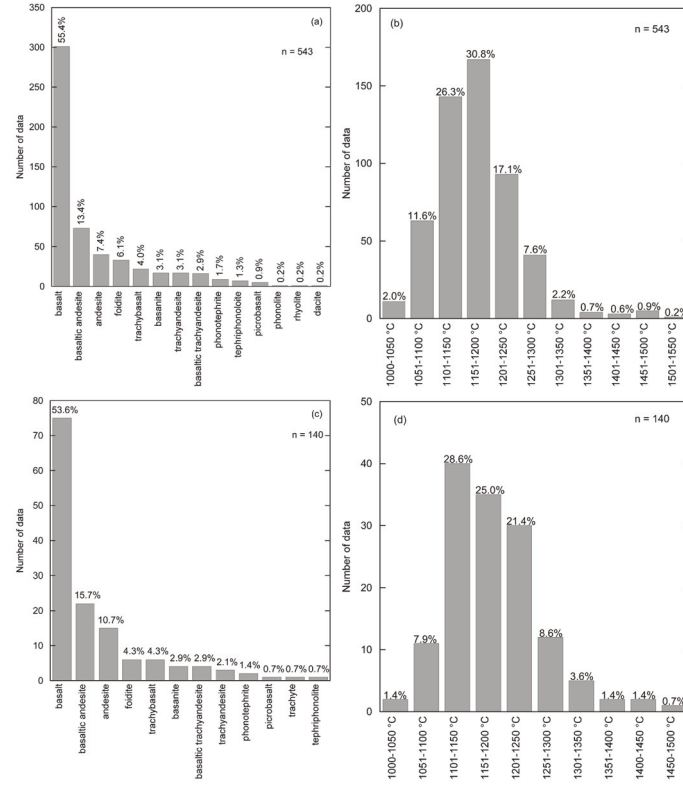 (a)
n = 543
Number of data
350
300
250
200
150
100
50
0
55.4%
13.4%
7.4%
6.1%
4.0%
3.1%
3.1%
2.9%
1.7%
1.3%
0.9%
0.2%
0.2%
0.2%
basalt
basaltic andesite
andesite
foidite
trachybasalt
basanite
trachyandesite
basaltic trachyandesite
phonotephrite
tephriphonoloite
picrobasalt
phonolite
rhyolite
dacite
(b)
n = 543
Number of data
200
150
100
50
0
2.0%
11.6%
26.3%
30.8%
17.1%
7.6%
2.2%
0.7%
0.6%
0.9%
0.2%
1000-1050 °C
1051-1100 °C
1101-1150 °C
1151-1200 °C
1201-1250 °C
1251-1300 °C
1301-1350 °C
1351-1400 °C
1401-1450 °C
1451-1500 °C
1501-1550 °C
(c)
n = 140
Number of data
80
70
60
50
40
30
20
10
0
53.6%
15.7%
10.7%
4.3%
4.3%
2.9%
2.9%
2.1%
1.4%
0.7%
0.7%
0.7%
basalt
basaltic andesite
andesite
foidite
trachybasalt
basanite
basaltic trachyandesite
trachyandesite
phonotephrite
picrobasalt
trachyte
tephriphonolite
(d)
n = 140
Number of data
50
40
30
20
10
0
1.4%
7.9%
28.6%
25.0%
21.4%
8.6%
3.6%
1.4%
1.4%
0.7%
1000-1050 °C
1051-1100 °C
1101-1150 °C
1151-1200 °C
1201-1250 °C
1251-1300 °C
1301-1350 °C
1351-1400 °C
1400-1450 °C
1450-1500 °C